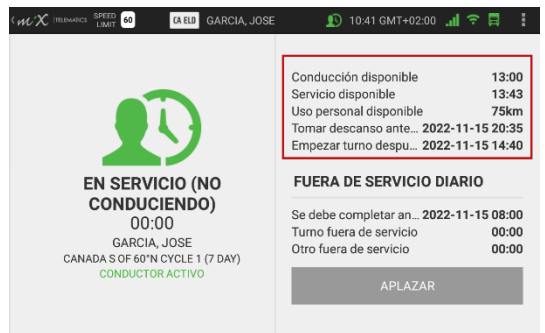 miX TELEMATICS SPEED LIMIT 60 CA ELD GARCIA, JOSE 10:41 GMT+02:00
EN SERVICIO (NO
CONDUCIENDO)
00:00
GARCIA, JOSE
CANADA S OF 60°N CYCLE 1 (7 DAY)
CONDUCTOR ACTIVO
Conducción disponible 13:00
Servicio disponible 13:43
Uso personal disponible 75km
Tomar descanso ante... 2022-11-15 20:35
Empezar turno despu... 2022-11-15 14:40
FUERA DE SERVICIO DIARIO
Se debe completar an... 2022-11-15 08:00
Turno fuera de servicio 00:00
Otro fuera de servicio 00:00
APLAZAR